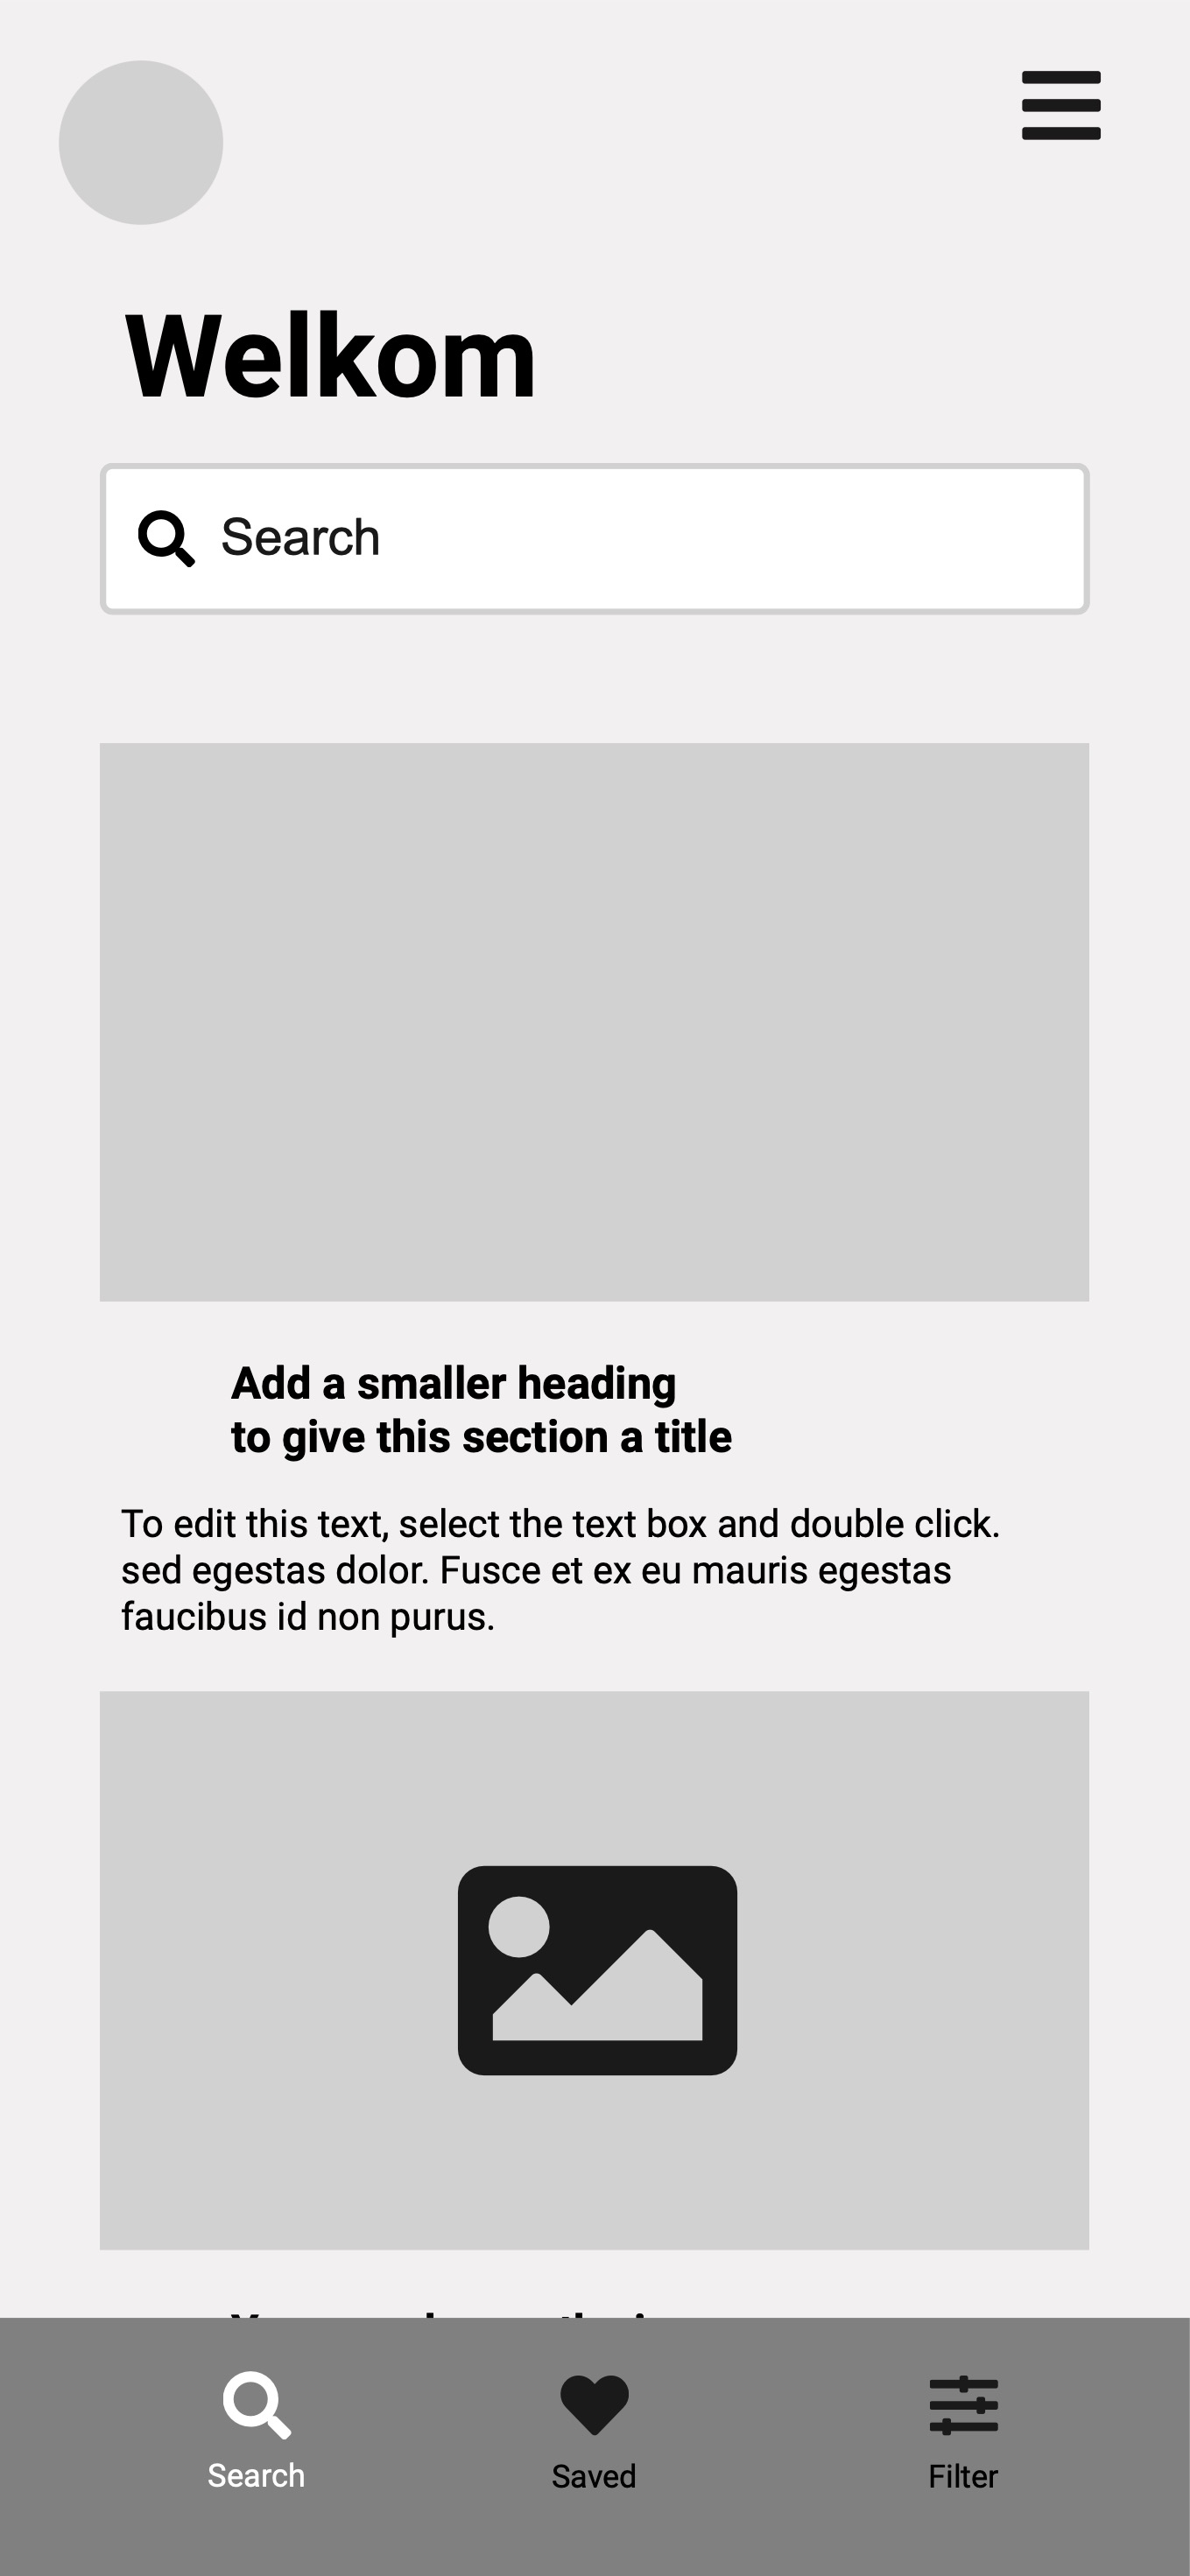 Welkom
Search
Add a smaller heading
to give this section a title
To edit this text, select the text box and double click.
sed egestas dolor. Fusce et ex eu mauris egestas
faucibus id non purus.
Search
Saved
Filter